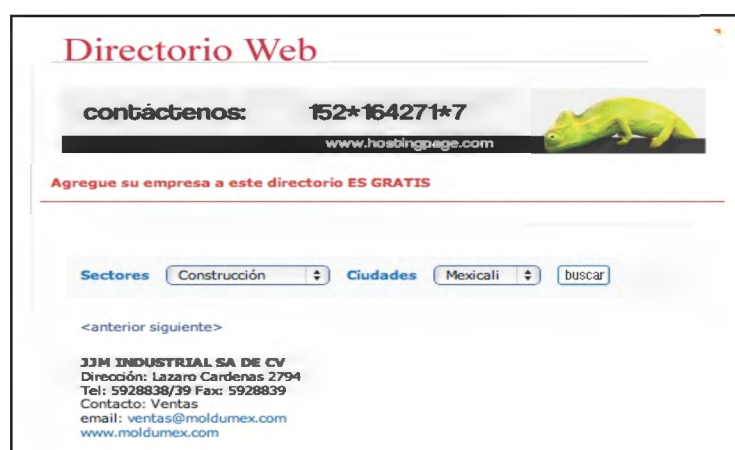 Directorio Web
contáctenos: 152*164271*7
www.hostingpage.com
Agregue su empresa a este directorio ES GRATIS
Sectores Construcción Ciudades Mexicali buscar
<anterior siguiente>
JJM INDUSTRIAL SA DE CV
Dirección: Lazaro Cardenas 2794
Tel: 5928838/39 Fax: 5928839
Contacto: Ventas
email: ventas@moldumex.com
www.moldumex.com